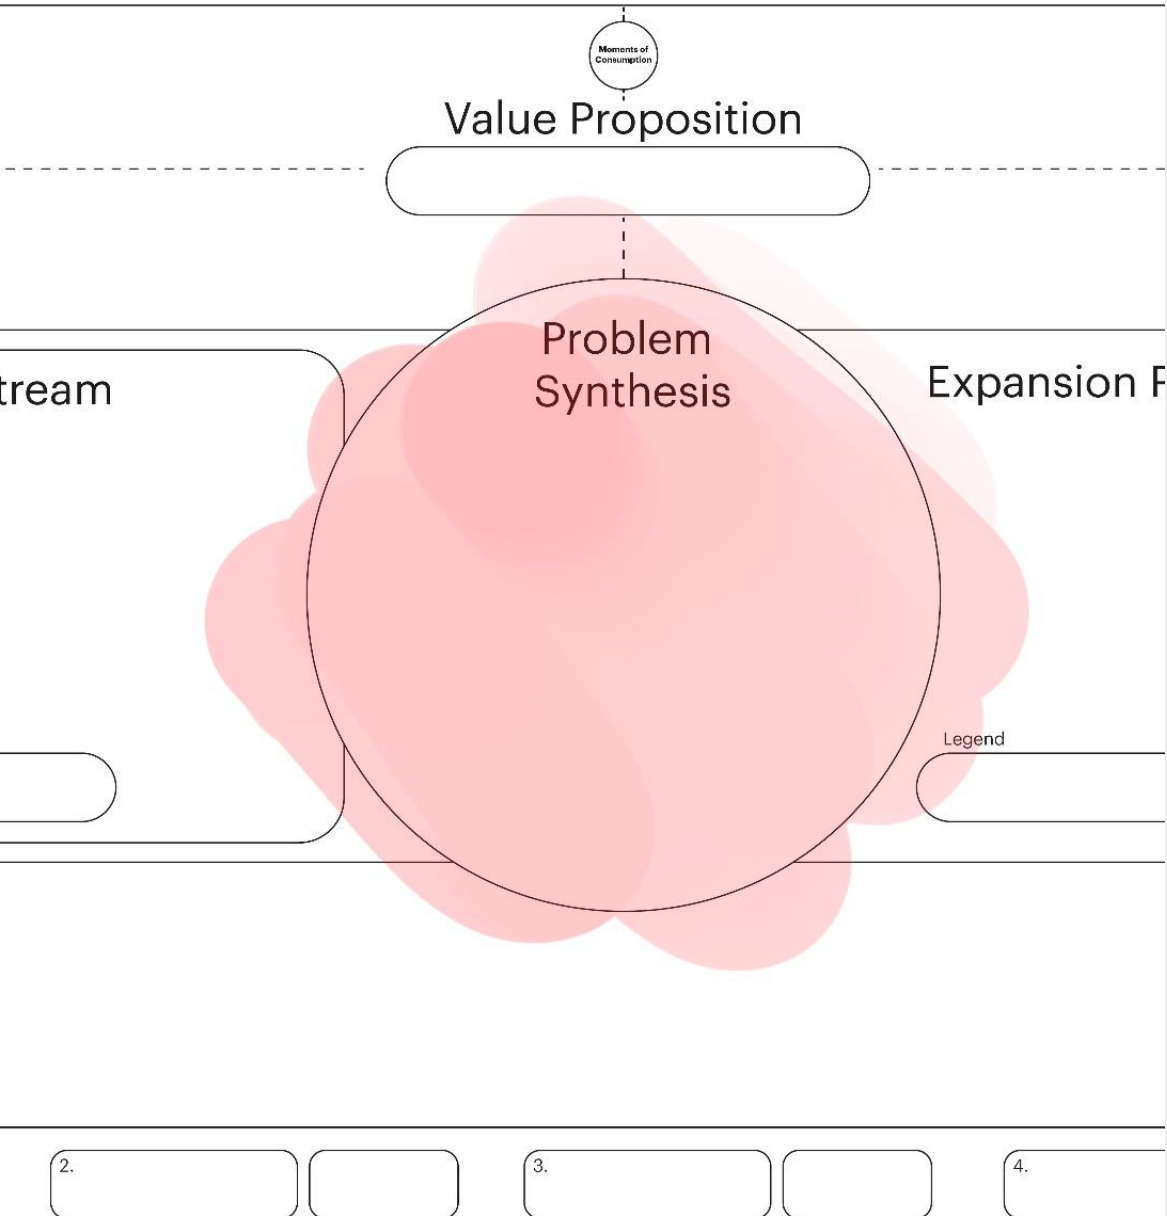 Moments of
Consumption
Value Proposition
Problem
Synthesis
tream
Expansion
Legend
2.
3.
4.